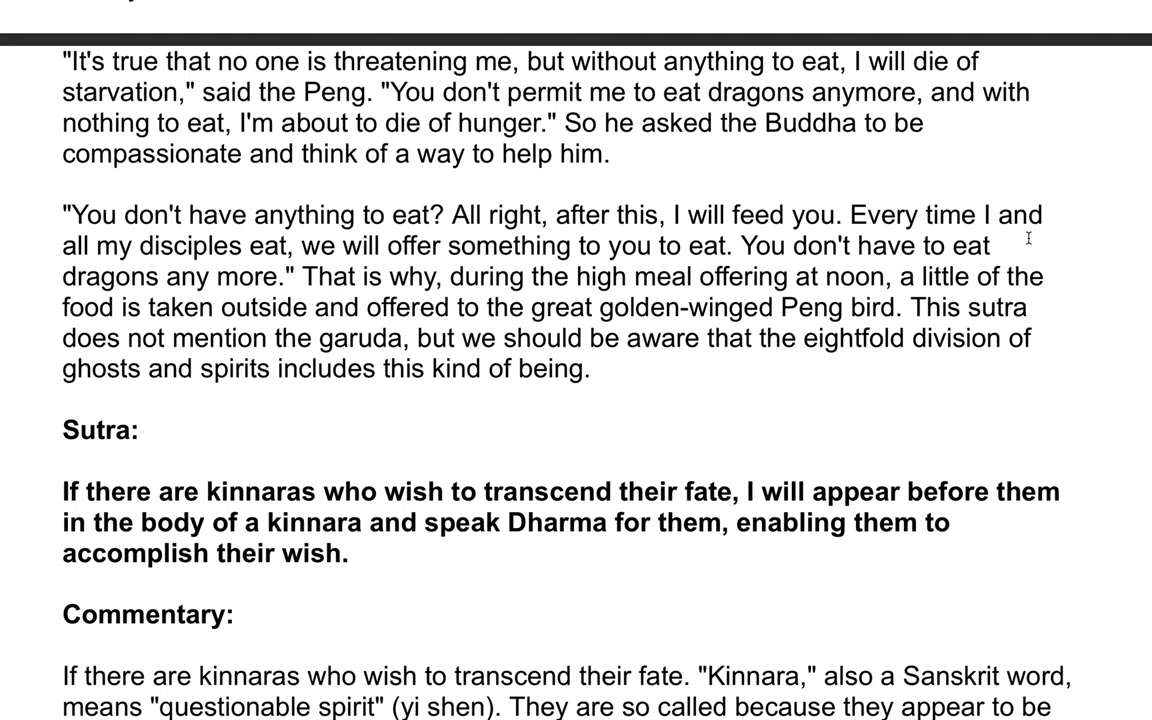 "It's true that no one is threatening me, but without anything to eat, I will die of
starvation," said the Peng. "You don't permit me to eat dragons anymore, and with
nothing to eat, I'm about to die of hunger." So he asked the Buddha to be
compassionate and think of a way to help him.
"You don't have anything to eat? All right, after this, I will feed you. Every time I and
all my disciples eat, we will offer something to you to eat. You don't have to eat
dragons any more." That is why, during the high meal offering at noon, a little of the
food is taken outside and offered to the great golden-winged Peng bird. This sutra
does not mention the garuda, but we should be aware that the eightfold division of
ghosts and spirits includes this kind of being.
Sutra:
If there are kinnaras who wish to transcend their fate, I will appear before them
in the body of a kinnara and speak Dharma for them, enabling them to
accomplish their wish.
Commentary:
If there are kinnaras who wish to transcend their fate. "Kinnara," also a Sanskrit word,
means "questionable spirit" (yi shen). They are so called because they appear to be